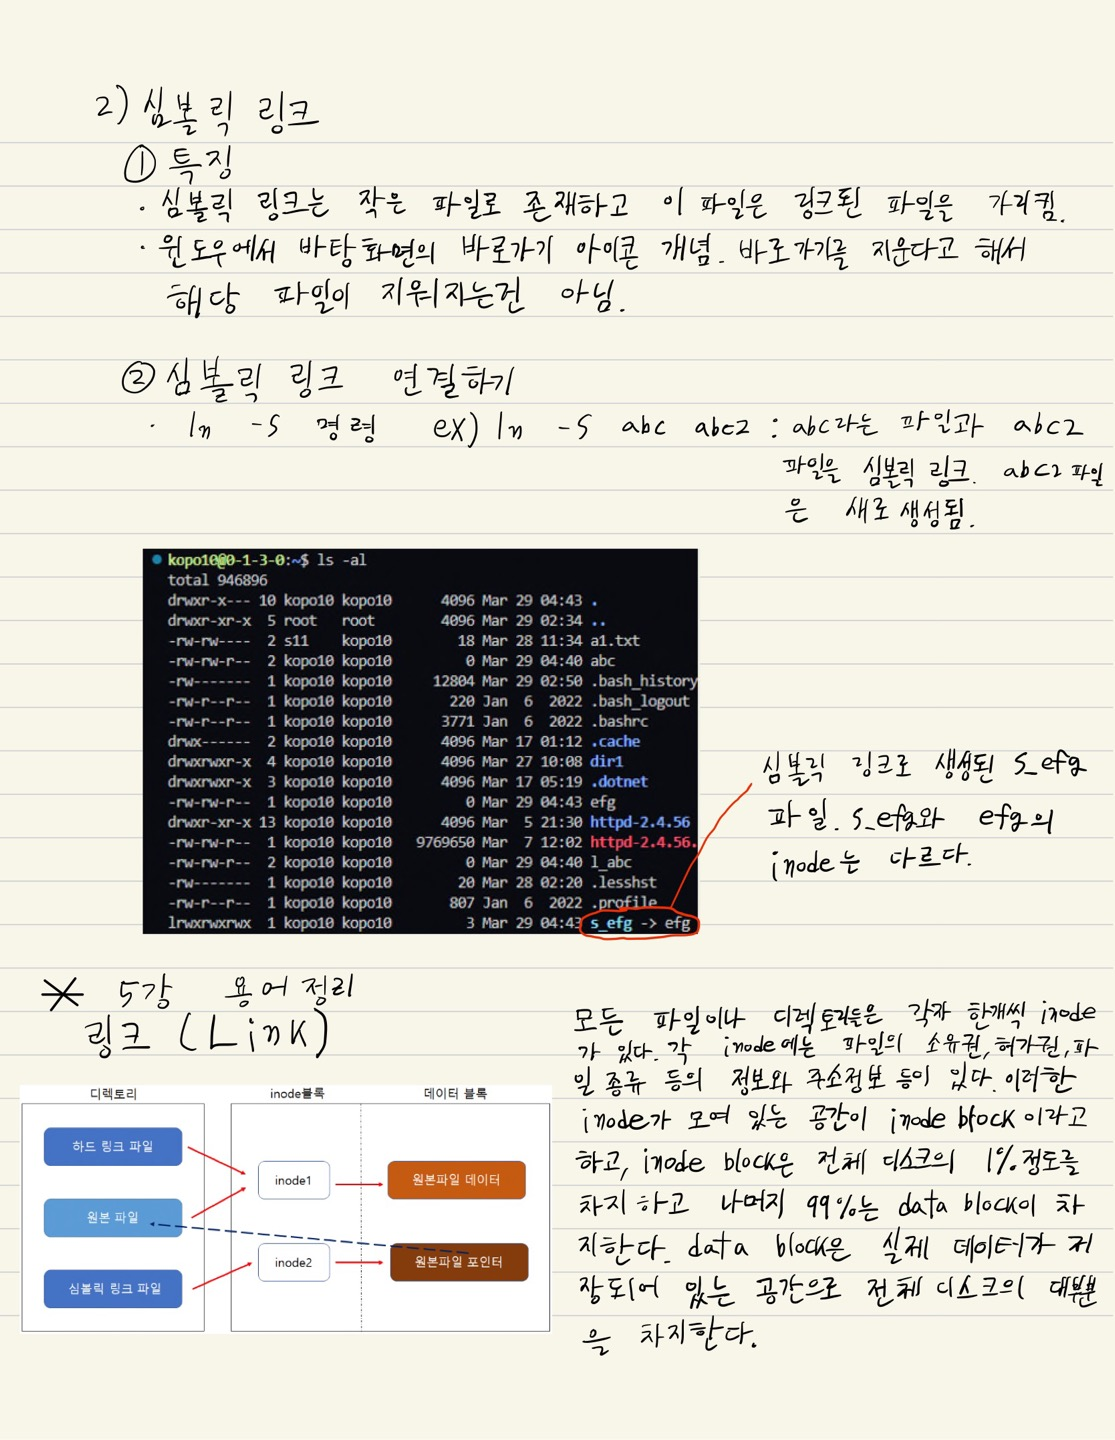 2) 심볼릭 링크
① 특징
· 심볼릭 링크는 작은 파일로 존재하고 이 파일은 링크된 파일을 가리킴.
· 윈도우에서 바탕화면의 바로가기 아이콘 개념. 바로가기를 지운다고 해서
해당 파일이 지워지는건 아님.
② 심볼릭 링크 연결하기
· ln -s 명령 ex) ln -s abc abc2 : abc라는 파일과 abc2
파일을 심볼릭 링크. abc2 파일
은 새로 생성됨.
kopo10@0-1-3-0:~$ ls -al
total 946896
drwxr-x--- 10 kopo10 kopo10 4096 Mar 29 04:43 .
drwxr-xr-x 5 root root 4096 Mar 29 02:34 ..
-rw-rw---- 2 s11 kopo10 18 Mar 28 11:34 a1.txt
-rw-rw-r-- 2 kopo10 kopo10 0 Mar 29 04:40 abc
-rw------- 1 kopo10 kopo10 12804 Mar 29 02:50 .bash_history
-rw-r--r-- 1 kopo10 kopo10 220 Jan 6 2022 .bash_logout
-rw-r--r-- 1 kopo10 kopo10 3771 Jan 6 2022 .bashrc
drwx------ 2 kopo10 kopo10 4096 Mar 17 01:12 .cache
drwxrwxr-x 4 kopo10 kopo10 4096 Mar 27 10:08 dir1
drwxrwxr-x 3 kopo10 kopo10 4096 Mar 17 05:19 .dotnet
-rw-rw-r-- 1 kopo10 kopo10 0 Mar 29 04:43 efg
drwxr-xr-x 13 kopo10 kopo10 4096 Mar 5 21:30 httpd-2.4.56
-rw-rw-r-- 1 kopo10 kopo10 9769650 Mar 7 12:02 httpd-2.4.56.
-rw-rw-r-- 2 kopo10 kopo10 0 Mar 29 04:40 l_abc
-rw------- 1 kopo10 kopo10 20 Mar 28 02:20 .lesshst
-rw-r--r-- 1 kopo10 kopo10 807 Jan 6 2022 .profile
lrwxrwxrwx 1 kopo10 kopo10 3 Mar 29 04:43 s_efg -> efg
심볼릭 링크로 생성된 s_efg
파일. s_efg와 efg의
inode는 다르다.
* 5강 용어정리
링크 (Link)
디렉토리 inode블록 데이터 블록
하드 링크 파일
inode1 원본파일 데이터
원본 파일
inode2 원본파일 포인터
심볼릭 링크 파일
모든 파일이나 디렉토리들은 각자 한개씩 inode
가 있다. 각 inode에는 파일의 소유권, 허가권, 파
일 종류 등의 정보와 주소정보 등이 있다. 이러한
inode가 모여 있는 공간이 inode block이라고
하고, inode block은 전체 디스크의 1%정도를
차지하고 나머지 99%는 data block이 차
지한다. data block은 실제 데이터가 저
장되어 있는 공간으로 전체 디스크의 대부분
을 차지한다.